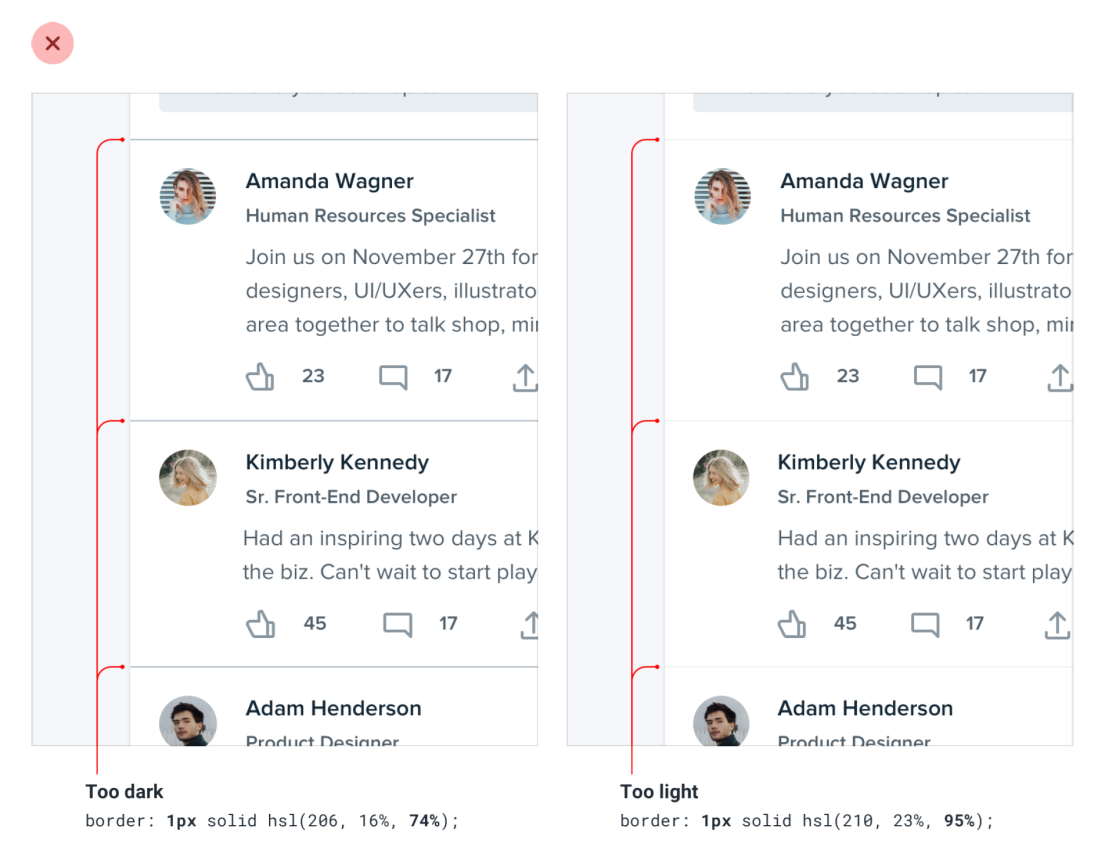 Amanda Wagner
Human Resources Specialist
Join us on November 27th for
designers, UI/UXers, illustrato
area together to talk shop, mi
23 17
Kimberly Kennedy
Sr. Front-End Developer
Had an inspiring two days at K
the biz. Can't wait to start play
45 17
Adam Henderson
Product Designer
Too dark
border: 1px solid hsl(206, 16%, 74%);
Amanda Wagner
Human Resources Specialist
Join us on November 27th for
designers, UI/UXers, illustrato
area together to talk shop, mi
23 17
Kimberly Kennedy
Sr. Front-End Developer
Had an inspiring two days at K
the biz. Can't wait to start play
45 17
Adam Henderson
Product Designer
Too light
border: 1px solid hsl(210, 23%, 95%);